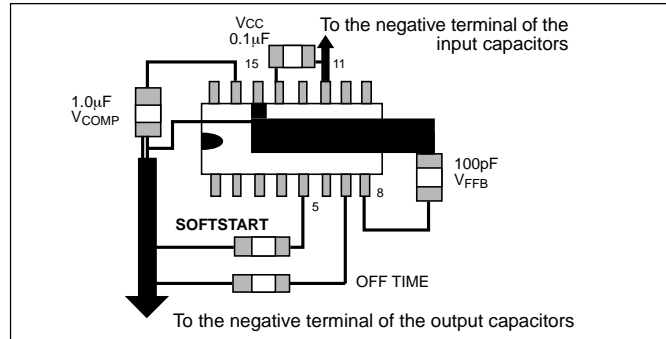 VCC
0.1μF
To the negative terminal of the
input capacitors
15
11
1.0μF
VCOMP
100pF
VFFB
5
8
SOFTSTART
OFF TIME
To the negative terminal of the output capacitors